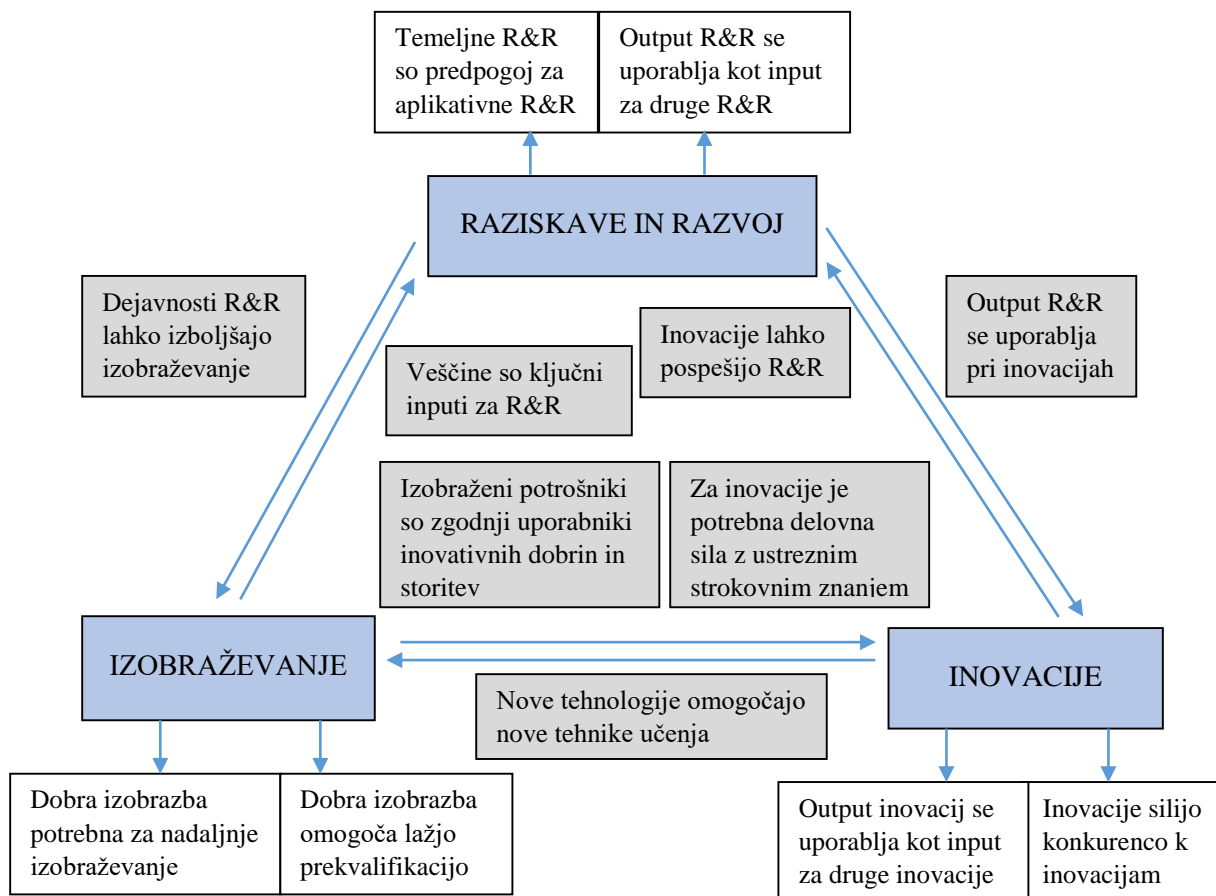 Temeljne R&R
so predpogoj za
aplikativne R&R
Output R&R se
uporablja kot input
za druge R&R
RAZISKAVE IN RAZVOJ
Dejavnosti R&R
lahko izboljšajo
izobraževanje
Veščine so ključni
inputi za R&R
Inovacije lahko
pospešijo R&R
Output R&R
se uporablja
pri inovacijah
Izobraženi potrošniki
so zgodnji uporabniki
inovativnih dobrin in
storitev
Za inovacije je
potrebna delovna
sila z ustreznim
strokovnim znanjem
IZOBRAŽEVANJE
INOVACIJE
Nove tehnologije omogočajo
nove tehnike učenja
Dobra izobrazba
potrebna za nadaljnje
izobraževanje
Dobra izobrazba
omogoča lažjo
prekvalifikacijo
Output inovacij se
uporablja kot input
za druge inovacije
Inovacije silijo
konkurenco k
inovacijam